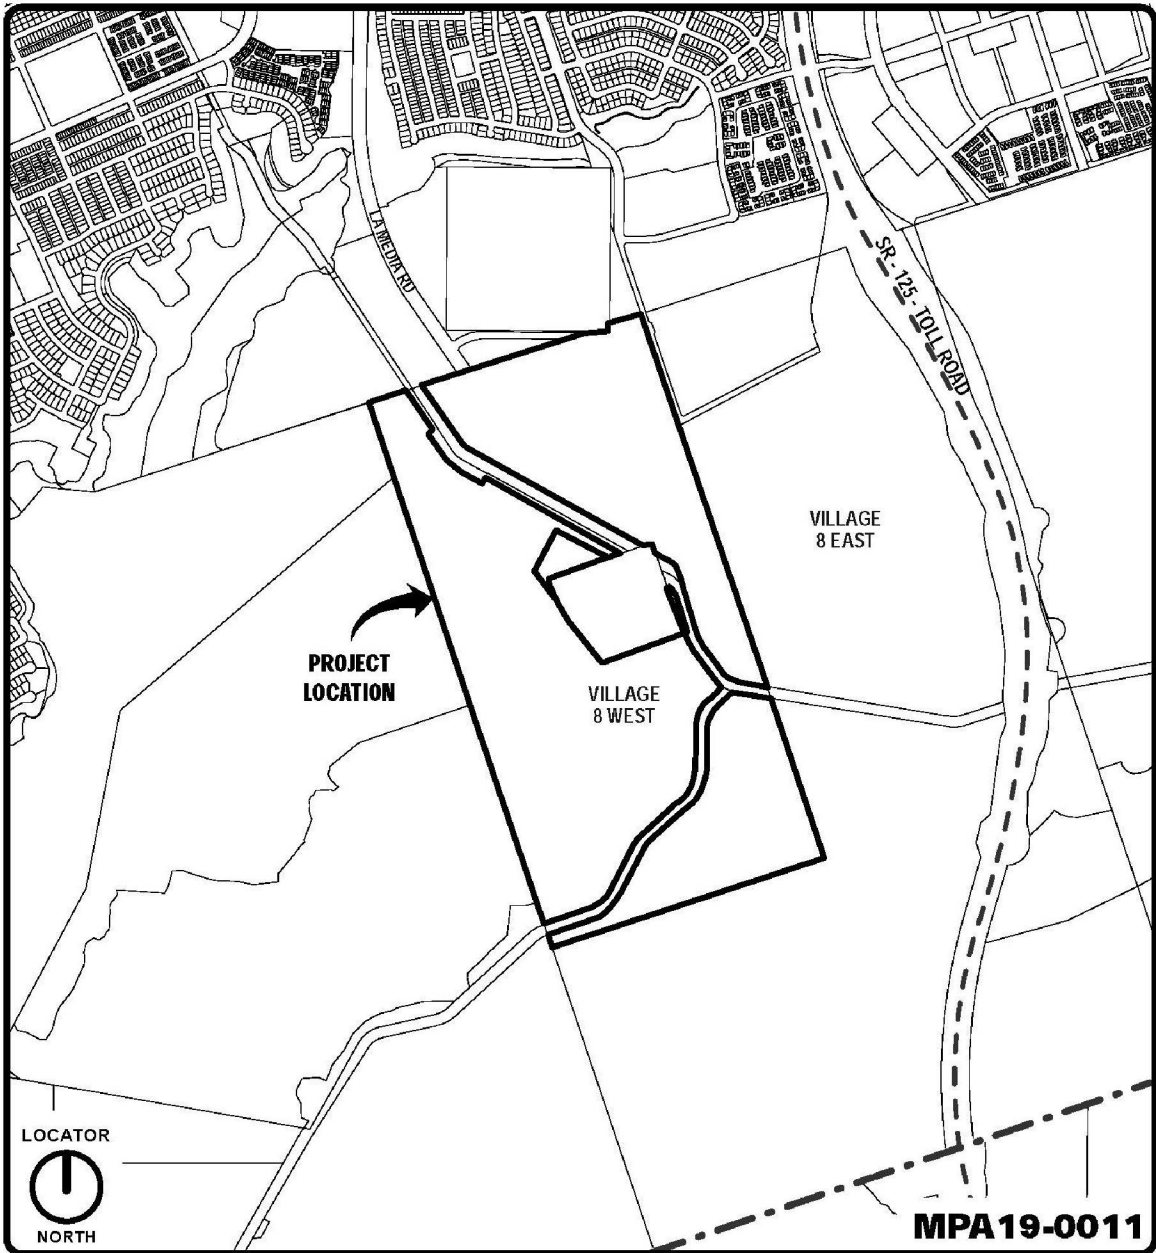 LA MEDIA RD
SR - 125 - TOLL ROAD
VILLAGE
8 EAST
PROJECT
LOCATION
VILLAGE
8 WEST
LOCATOR
NORTH
MPA19-0011